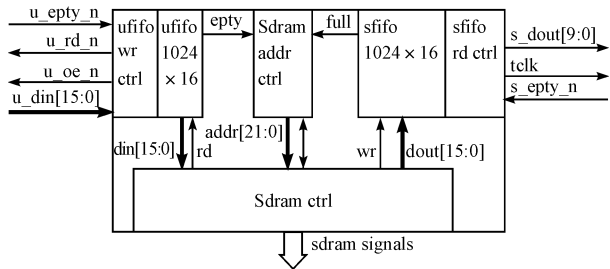 u_epty_n
u_rd_n
u_oe_n
u_din[15:0]
ufifo wr ctrl
ufifo 1024 × 16
epty
Sdram addr ctrl
full
sfifo 1024 × 16
sfifo rd ctrl
s_dout[9:0]
tclk
s_epty_n
din[15:0]
rd
addr[21:0]
wr
dout[15:0]
Sdram ctrl
sdram signals